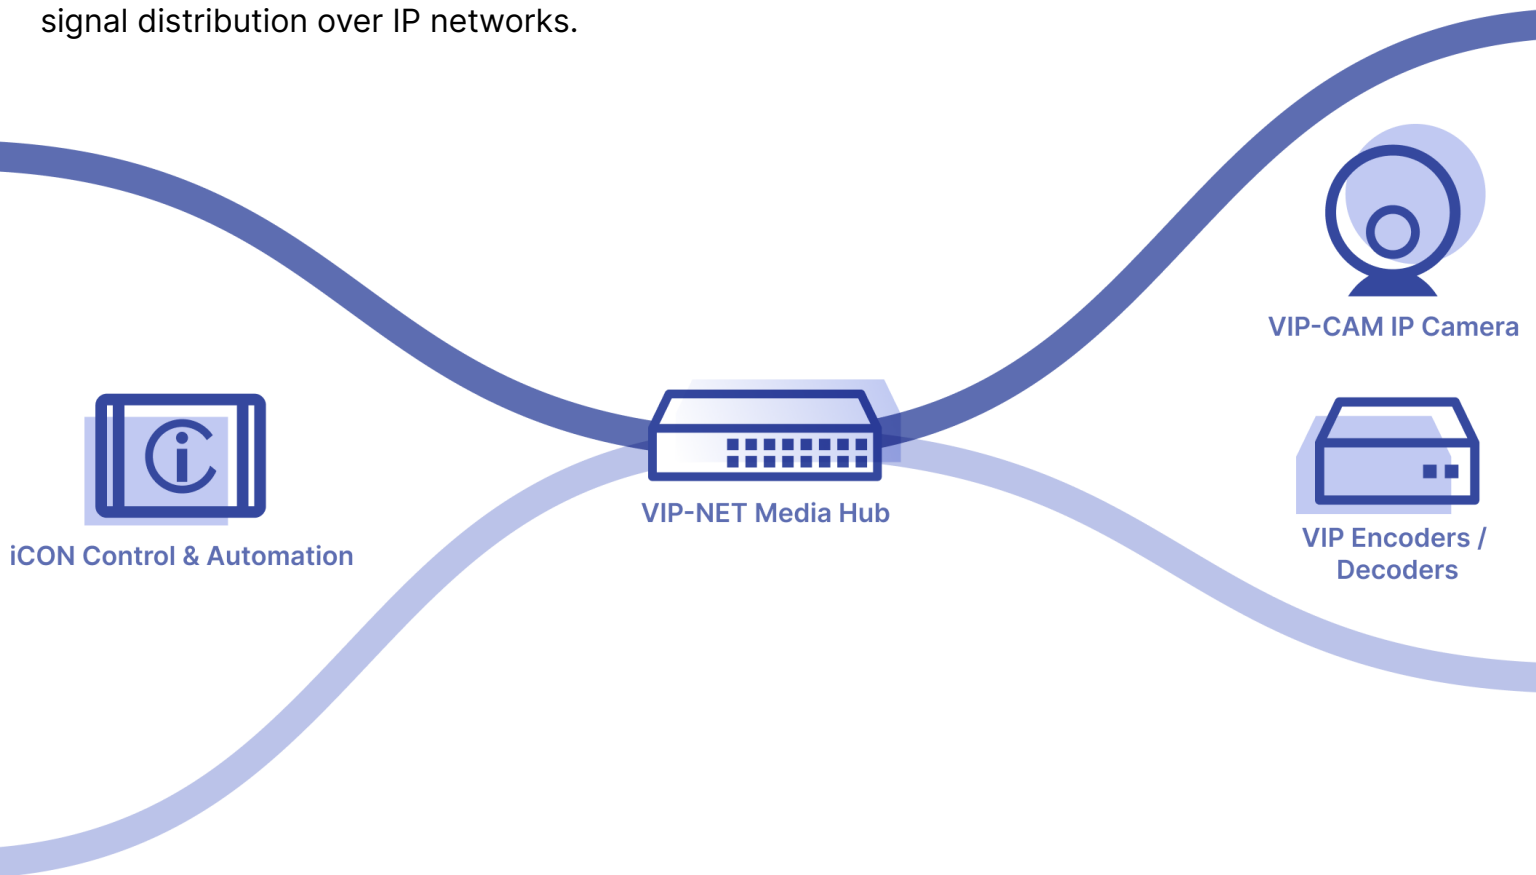 signal distribution over IP networks.
VIP-CAM IP Camera
VIP-NET Media Hub
VIP Encoders /
Decoders
iCON Control & Automation